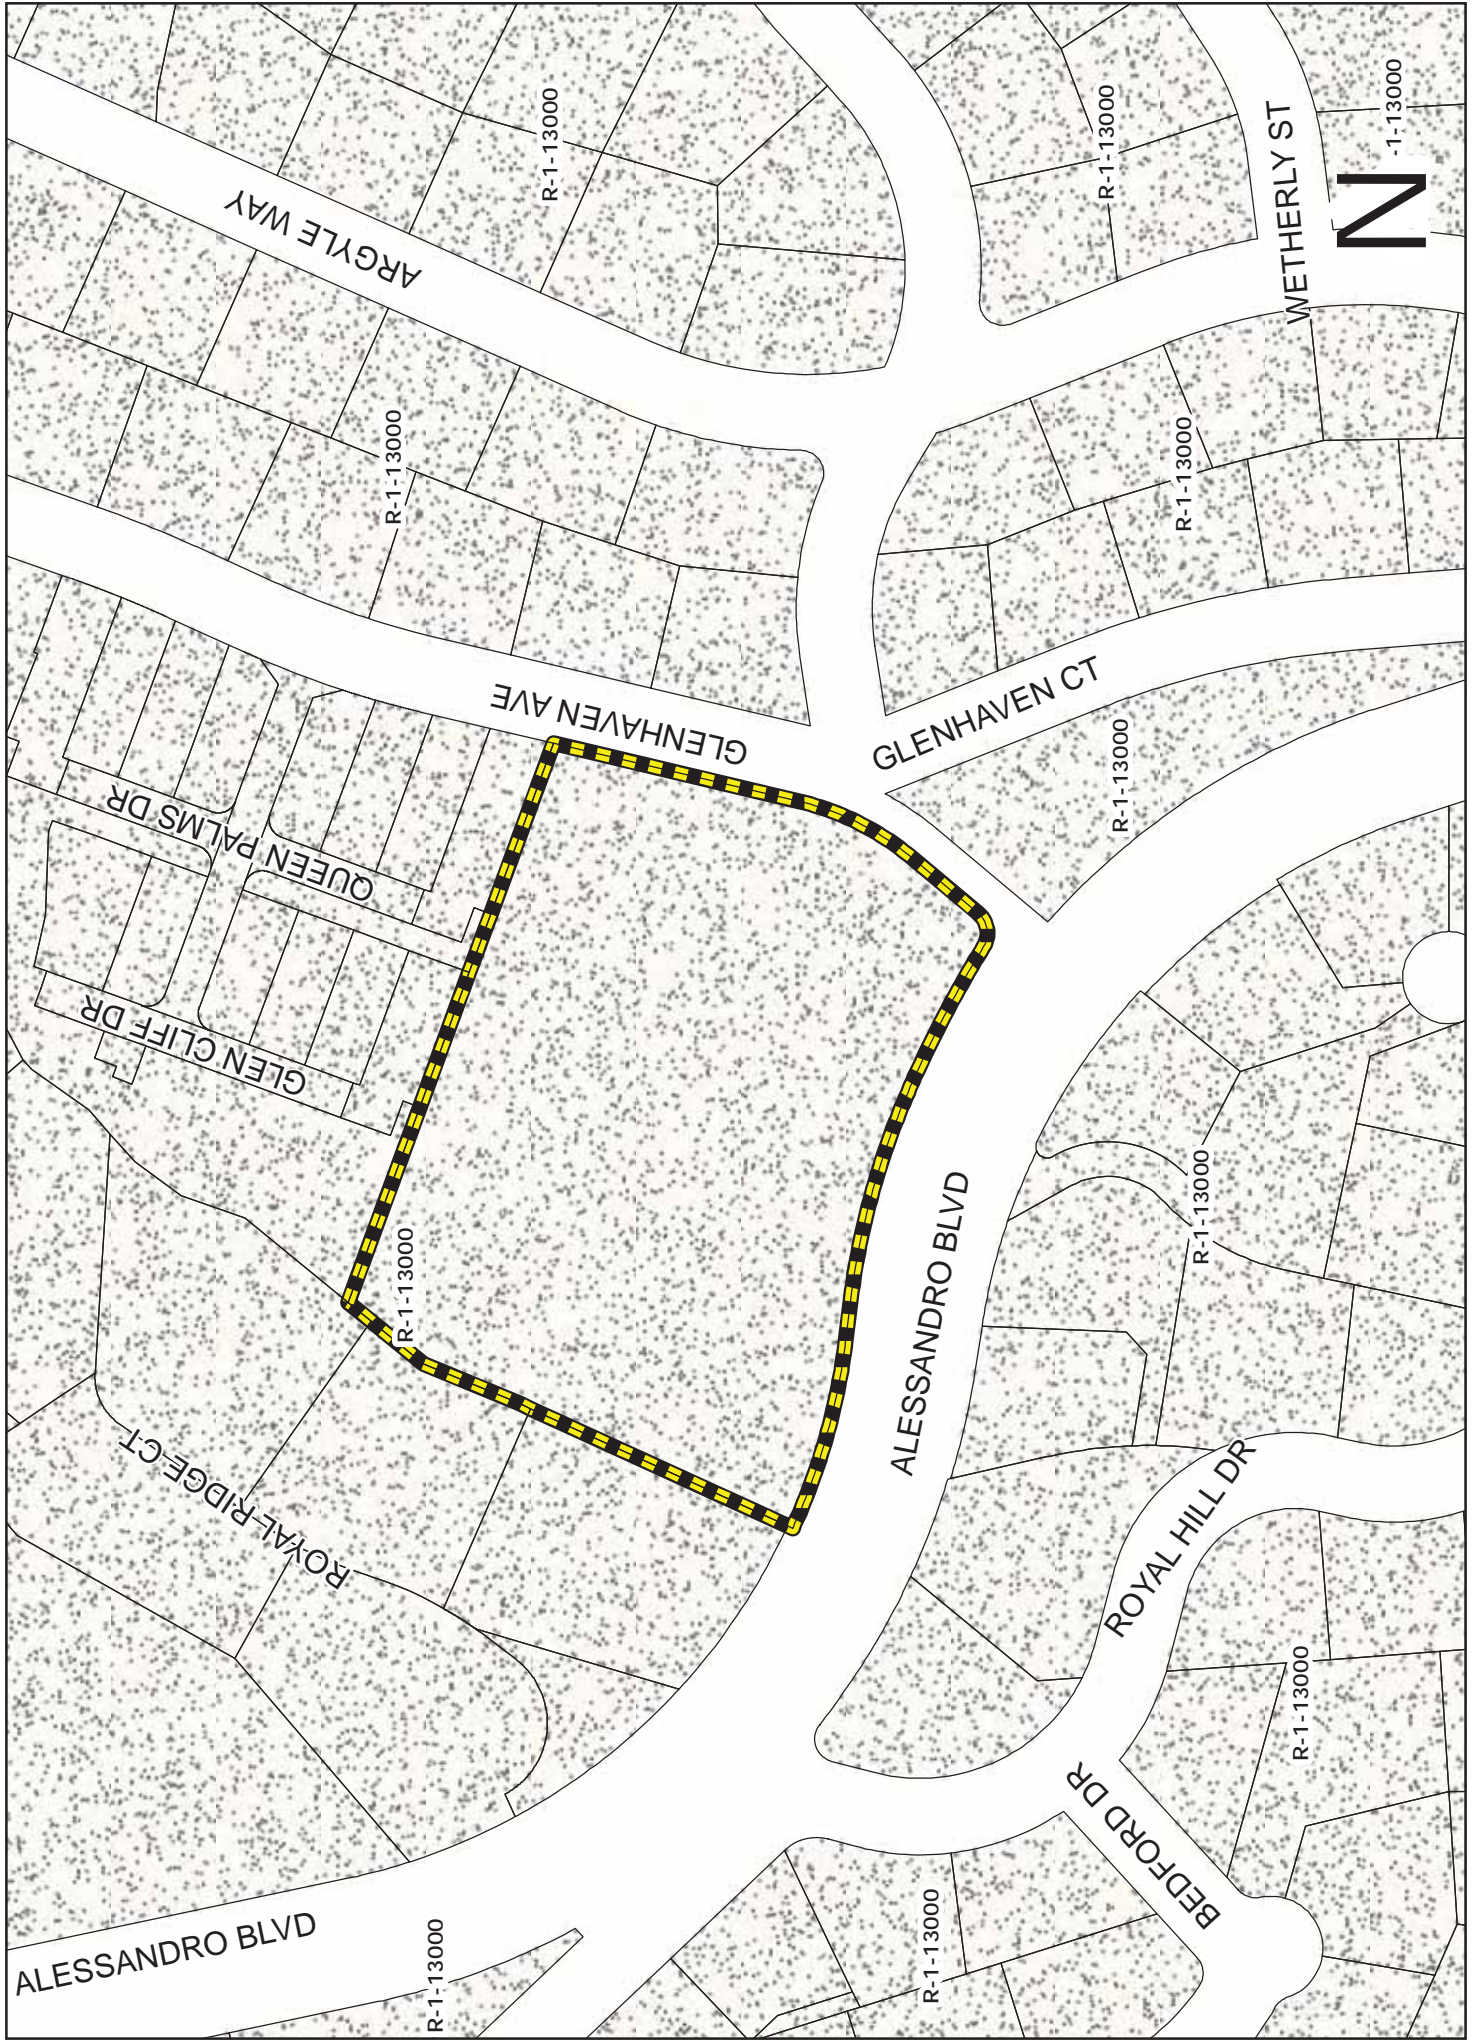 R-1-13000
R-1-13000
-1-13000
WETHERLY ST
N
ARGYLE WAY
R-1-13000
R-1-13000
GLENHAVEN AVE
GLENHAVEN CT
R-1-13000
QUEEN PALMS DR
GLEN CLIFF DR
R-1-13000
R-1-13000
ALESSANDRO BLVD
ROYAL RIDGE CT
ROYAL HILL DR
R-1-13000
BEDFORD DR
ALESSANDRO BLVD
R-1-13000
R-1-13000